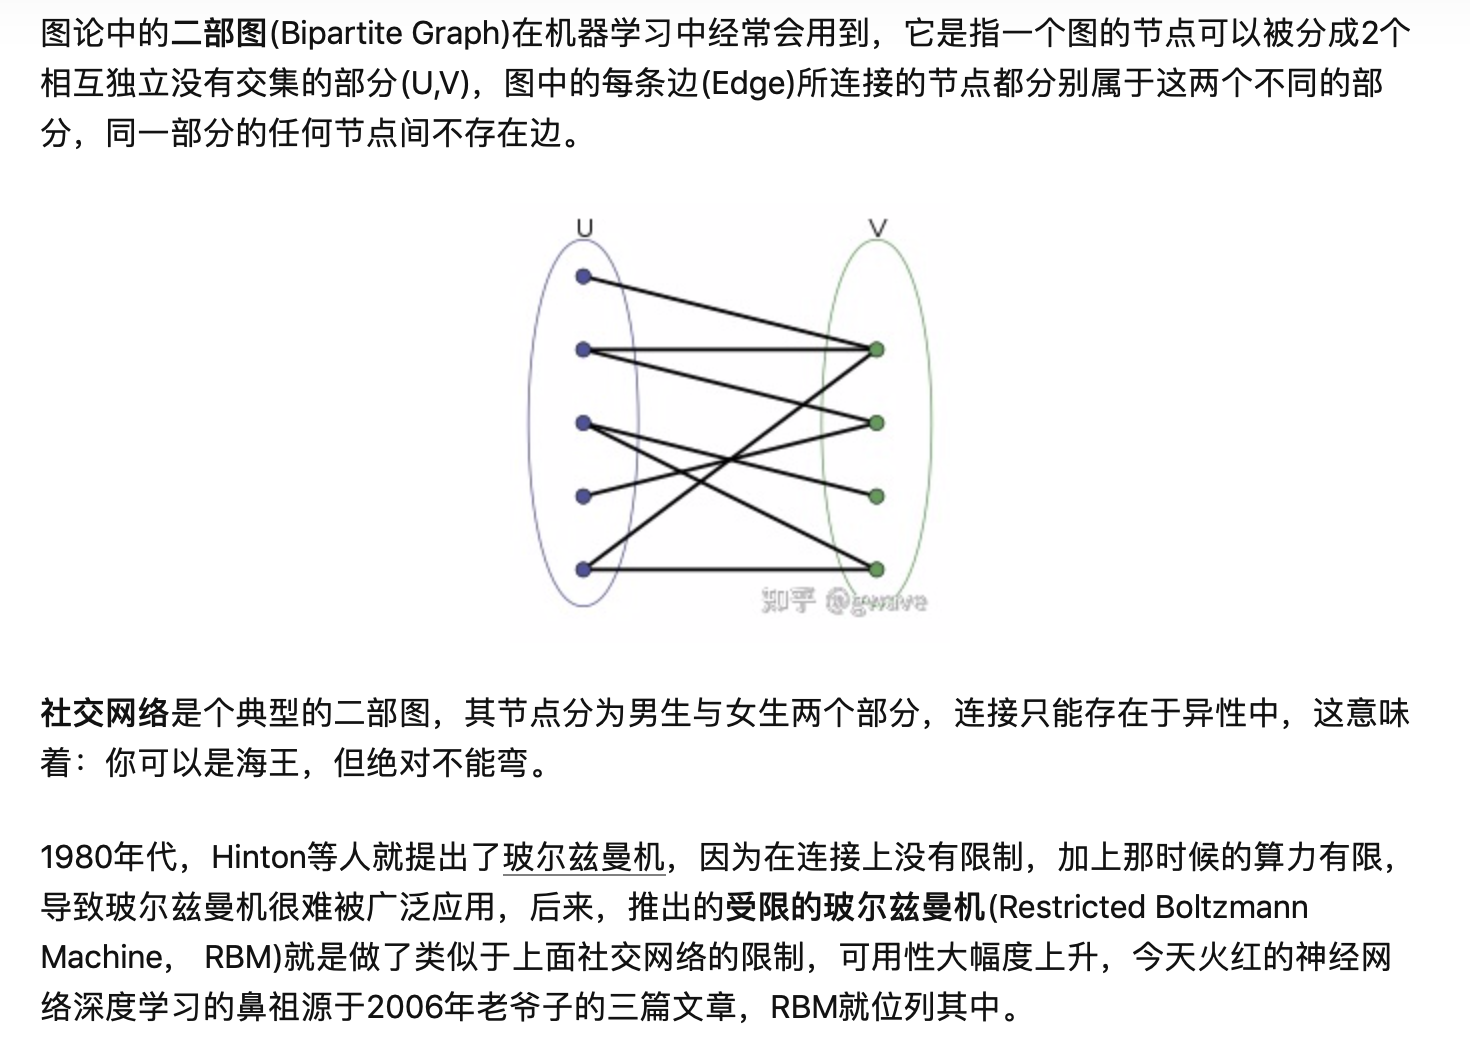 图论中的二部图(Bipartite Graph)在机器学习中经常会用到，它是指一个图的节点可以被分成2个
相互独立没有交集的部分(U,V)，图中的每条边(Edge)所连接的节点都分别属于这两个不同的部
分，同一部分的任何节点间不存在边。
U V
知乎 @gwave
社交网络是个典型的二部图，其节点分为男生与女生两个部分，连接只能存在于异性中，这意味
着：你可以是海王，但绝对不能弯。
1980年代，Hinton等人就提出了玻尔兹曼机，因为在连接上没有限制，加上那时候的算力有限，
导致玻尔兹曼机很难被广泛应用，后来，推出的受限的玻尔兹曼机(Restricted Boltzmann
Machine， RBM)就是做了类似于上面社交网络的限制，可用性大幅度上升，今天火红的神经网
络深度学习的鼻祖源于2006年老爷子的三篇文章，RBM就位列其中。